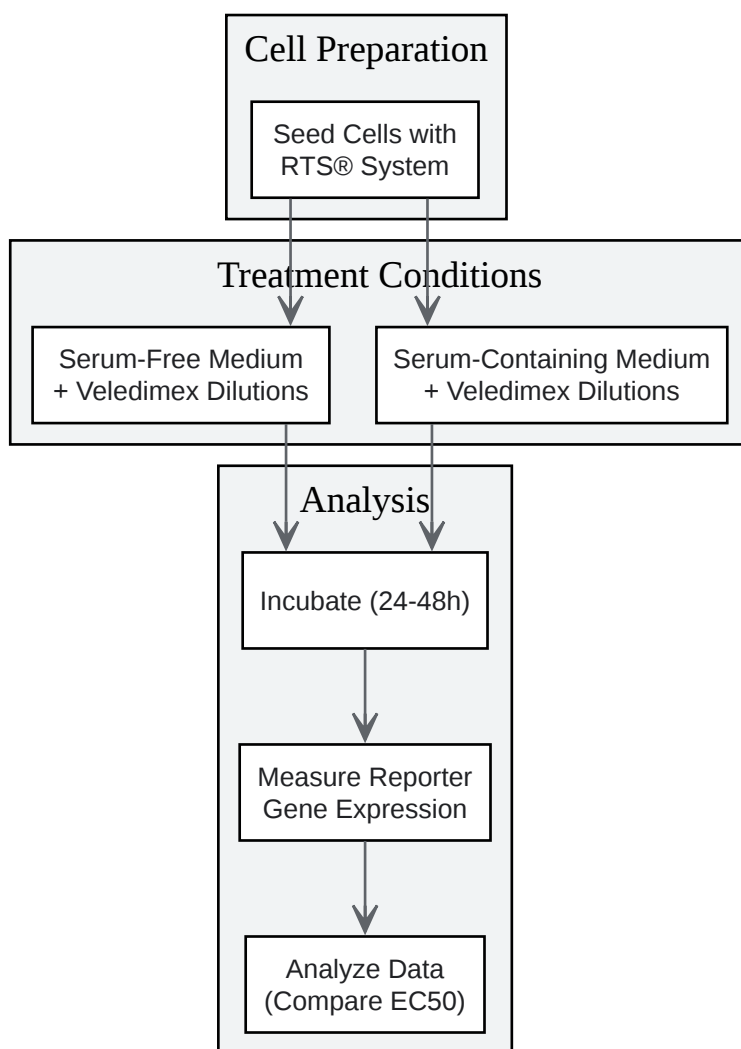 Cell Preparation
Seed Cells with
RTS® System
Treatment Conditions
Serum-Free Medium
+ Veledimex Dilutions
Serum-Containing Medium
+ Veledimex Dilutions
Analysis
Incubate (24-48h)
Measure Reporter
Gene Expression
Analyze Data
(Compare EC50)